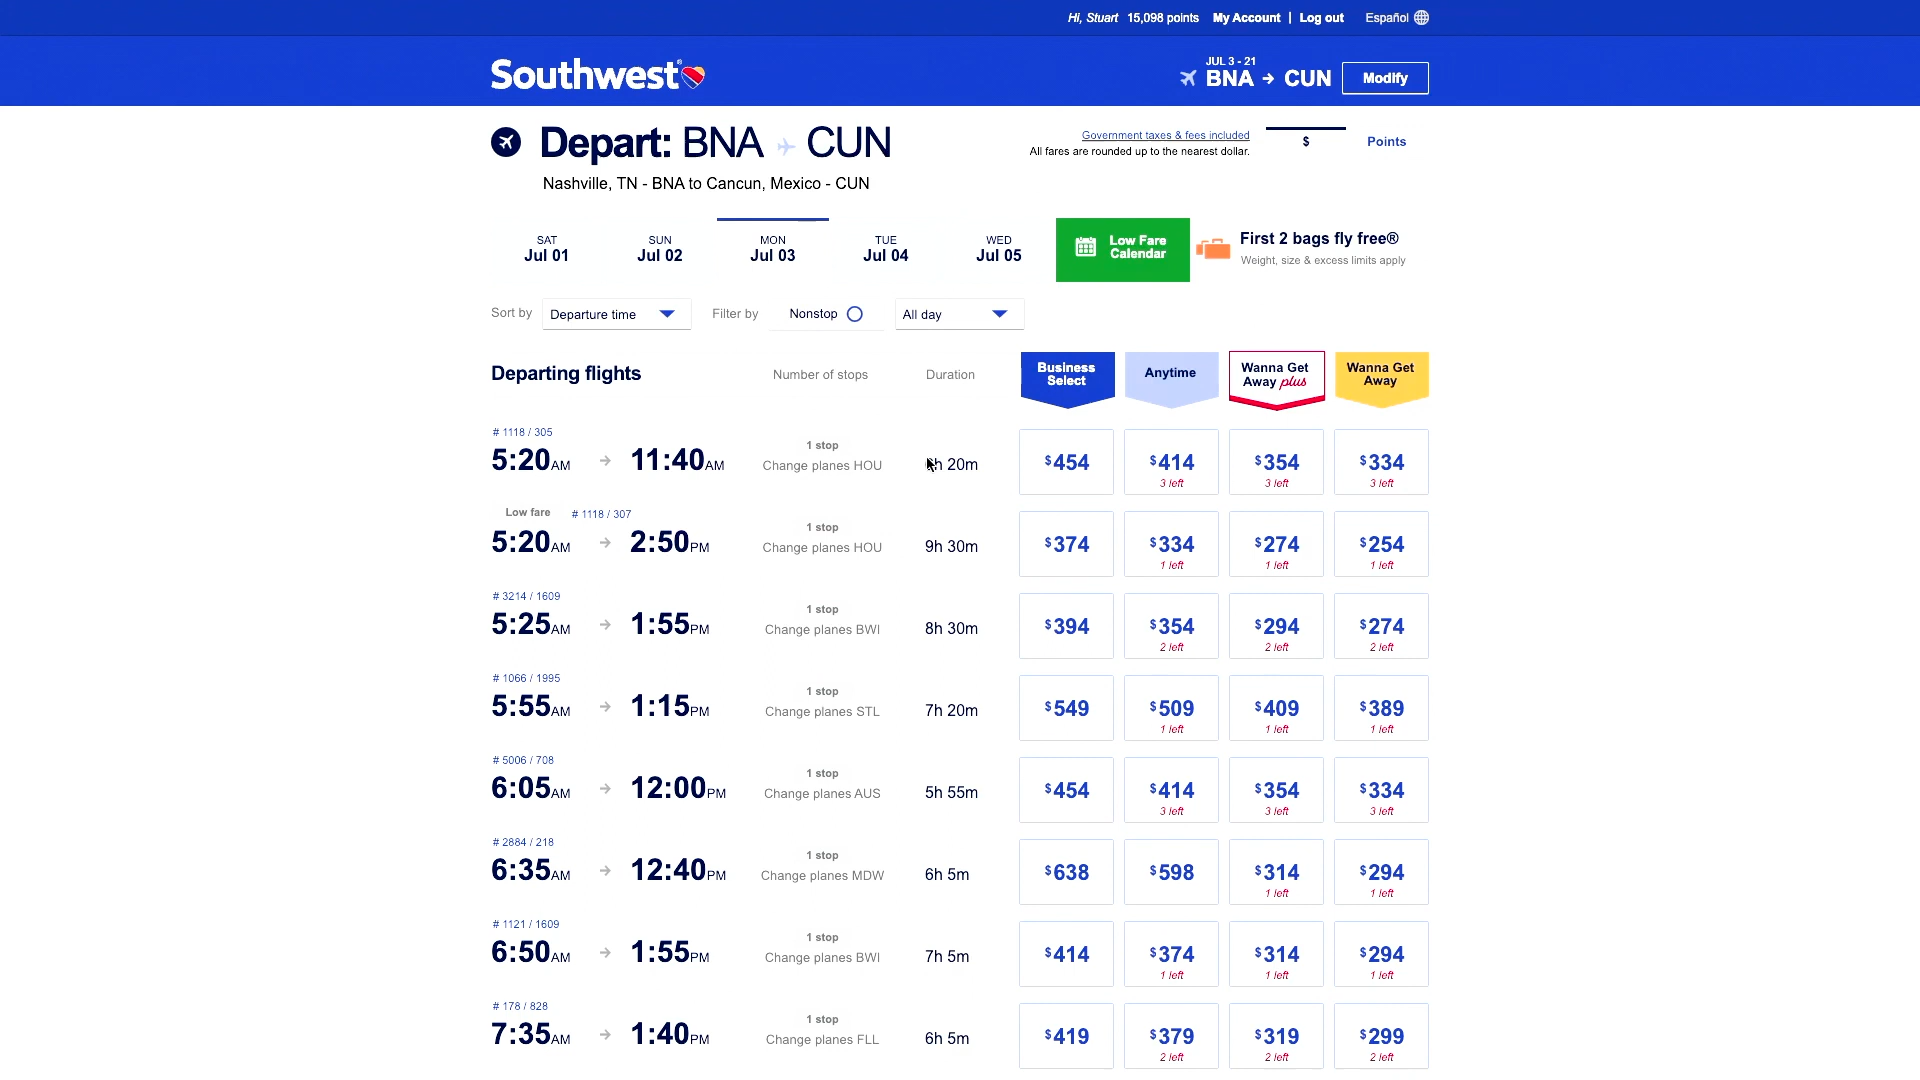 Hi, Stuart 15,098 points My Account | Log out Español
Southwest®
JUL 3 - 21
BNA → CUN Modify
Depart: BNA CUN
Government taxes & fees included
All fares are rounded up to the nearest dollar.
$ Points
Nashville, TN - BNA to Cancun, Mexico - CUN
SAT SUN MON TUE WED
Jul 01 Jul 02 Jul 03 Jul 04 Jul 05
Low Fare
Calendar
First 2 bags fly free®
Weight, size & excess limits apply
Sort by Departure time Filter by Nonstop All day
Departing flights Number of stops Duration
Business
Select
Anytime
Wanna Get
Away plus
Wanna Get
Away
# 1118 / 305
5:20AM → 11:40AM
1 stop
Change planes HOU
h 20m
$454 $414 $354 $334
3 left 3 left 3 left
Low fare # 1118 / 307
5:20AM → 2:50PM
1 stop
Change planes HOU
9h 30m
$374 $334 $274 $254
1 left 1 left 1 left
# 3214 / 1609
5:25AM → 1:55PM
1 stop
Change planes BWI
8h 30m
$394 $354 $294 $274
2 left 2 left 2 left
# 1066 / 1995
5:55AM → 1:15PM
1 stop
Change planes STL
7h 20m
$549 $509 $409 $389
1 left 1 left 1 left
# 5006 / 708
6:05AM → 12:00PM
1 stop
Change planes AUS
5h 55m
$454 $414 $354 $334
3 left 3 left 3 left
# 2884 / 218
6:35AM → 12:40PM
1 stop
Change planes MDW
6h 5m
$638 $598 $314 $294
1 left 1 left
# 1121 / 1609
6:50AM → 1:55PM
1 stop
Change planes BWI
7h 5m
$414 $374 $314 $294
1 left 1 left 1 left
# 178 / 828
7:35AM → 1:40PM
1 stop
Change planes FLL
6h 5m
$419 $379 $319 $299
2 left 2 left 2 left